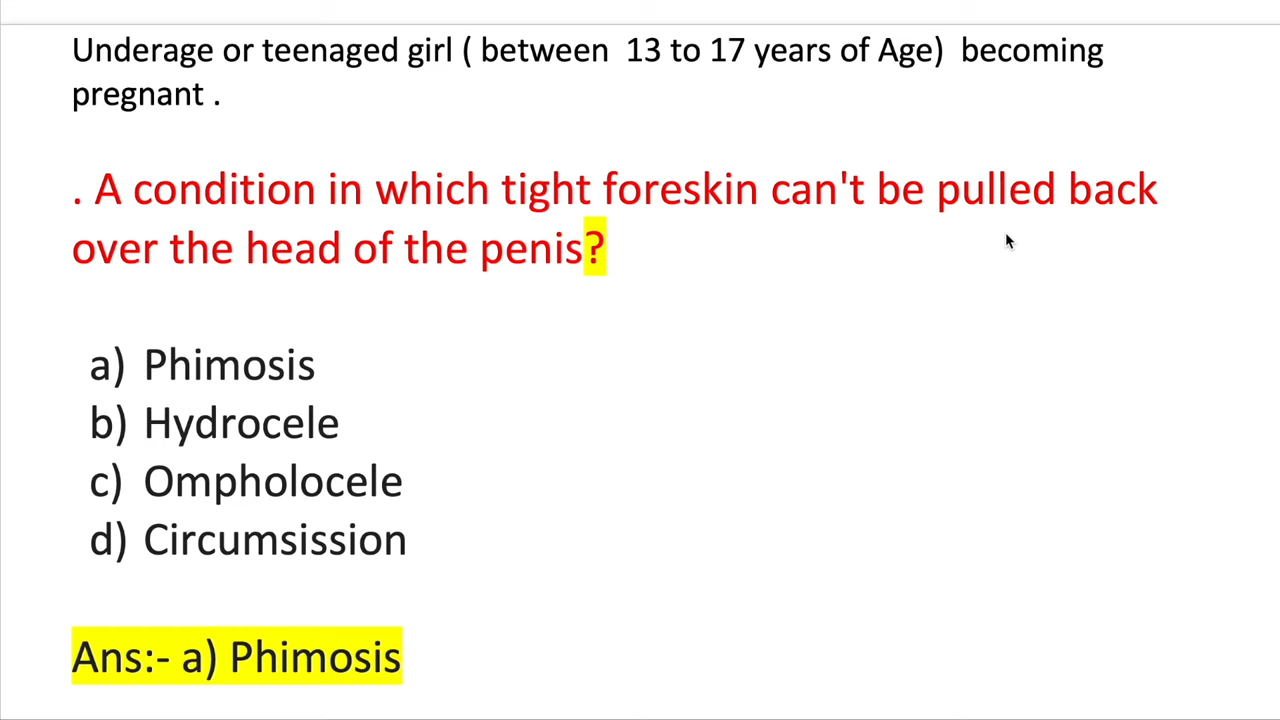 Underage or teenaged girl ( between  13 to 17 years of Age)  becoming
pregnant .
. A condition in which tight foreskin can't be pulled back
over the head of the penis?
a) Phimosis
b) Hydrocele
c) Ompholocele
d) Circumsission
Ans:- a) Phimosis